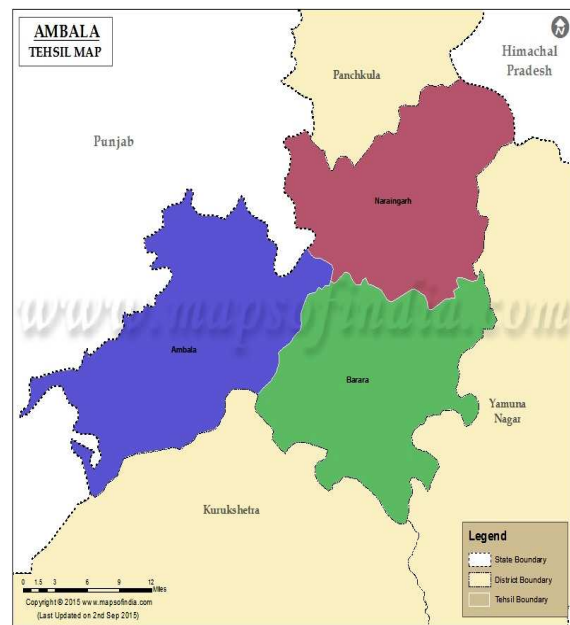 AMBALA
TEHSIL MAP
N
Himachal
Pradesh
Panchkula
Punjab
Naraingarh
www.mapsofindia.com
Ambala
Barara
Yamuna
Nagar
Kurukshetra
Legend
State Boundary
District Boundary
Tehsil Boundary
0 1.5 3 6 9 12
Miles
Copyright © 2015 www.mapsofindia.com
(Last Updated on 2nd Sep 2015)